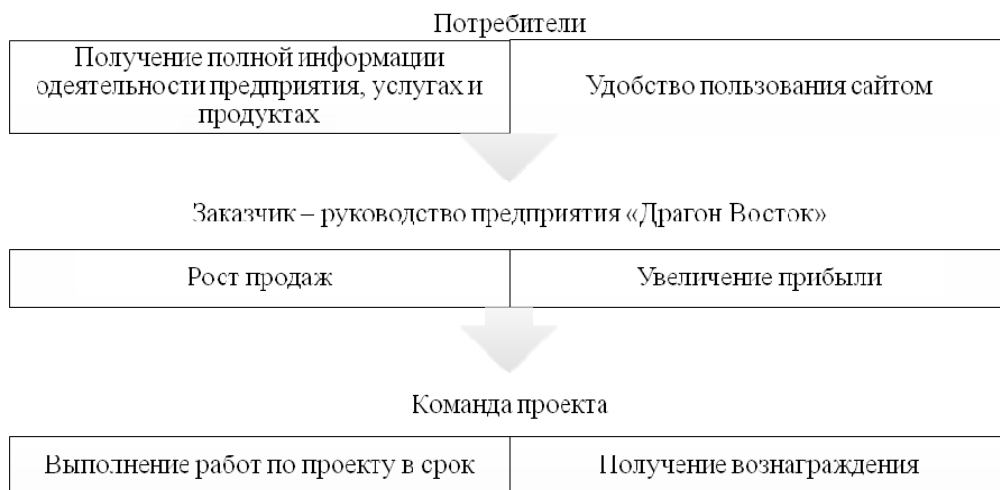 Потребители
Получение полной информации
одеятельности предприятия, услугах и
продуктах
Удобство пользования сайтом
Заказчик – руководство предприятия «Драгон Восток»
Рост продаж
Увеличение прибыли
Команда проекта
Выполнение работ по проекту в срок
Получение вознаграждения